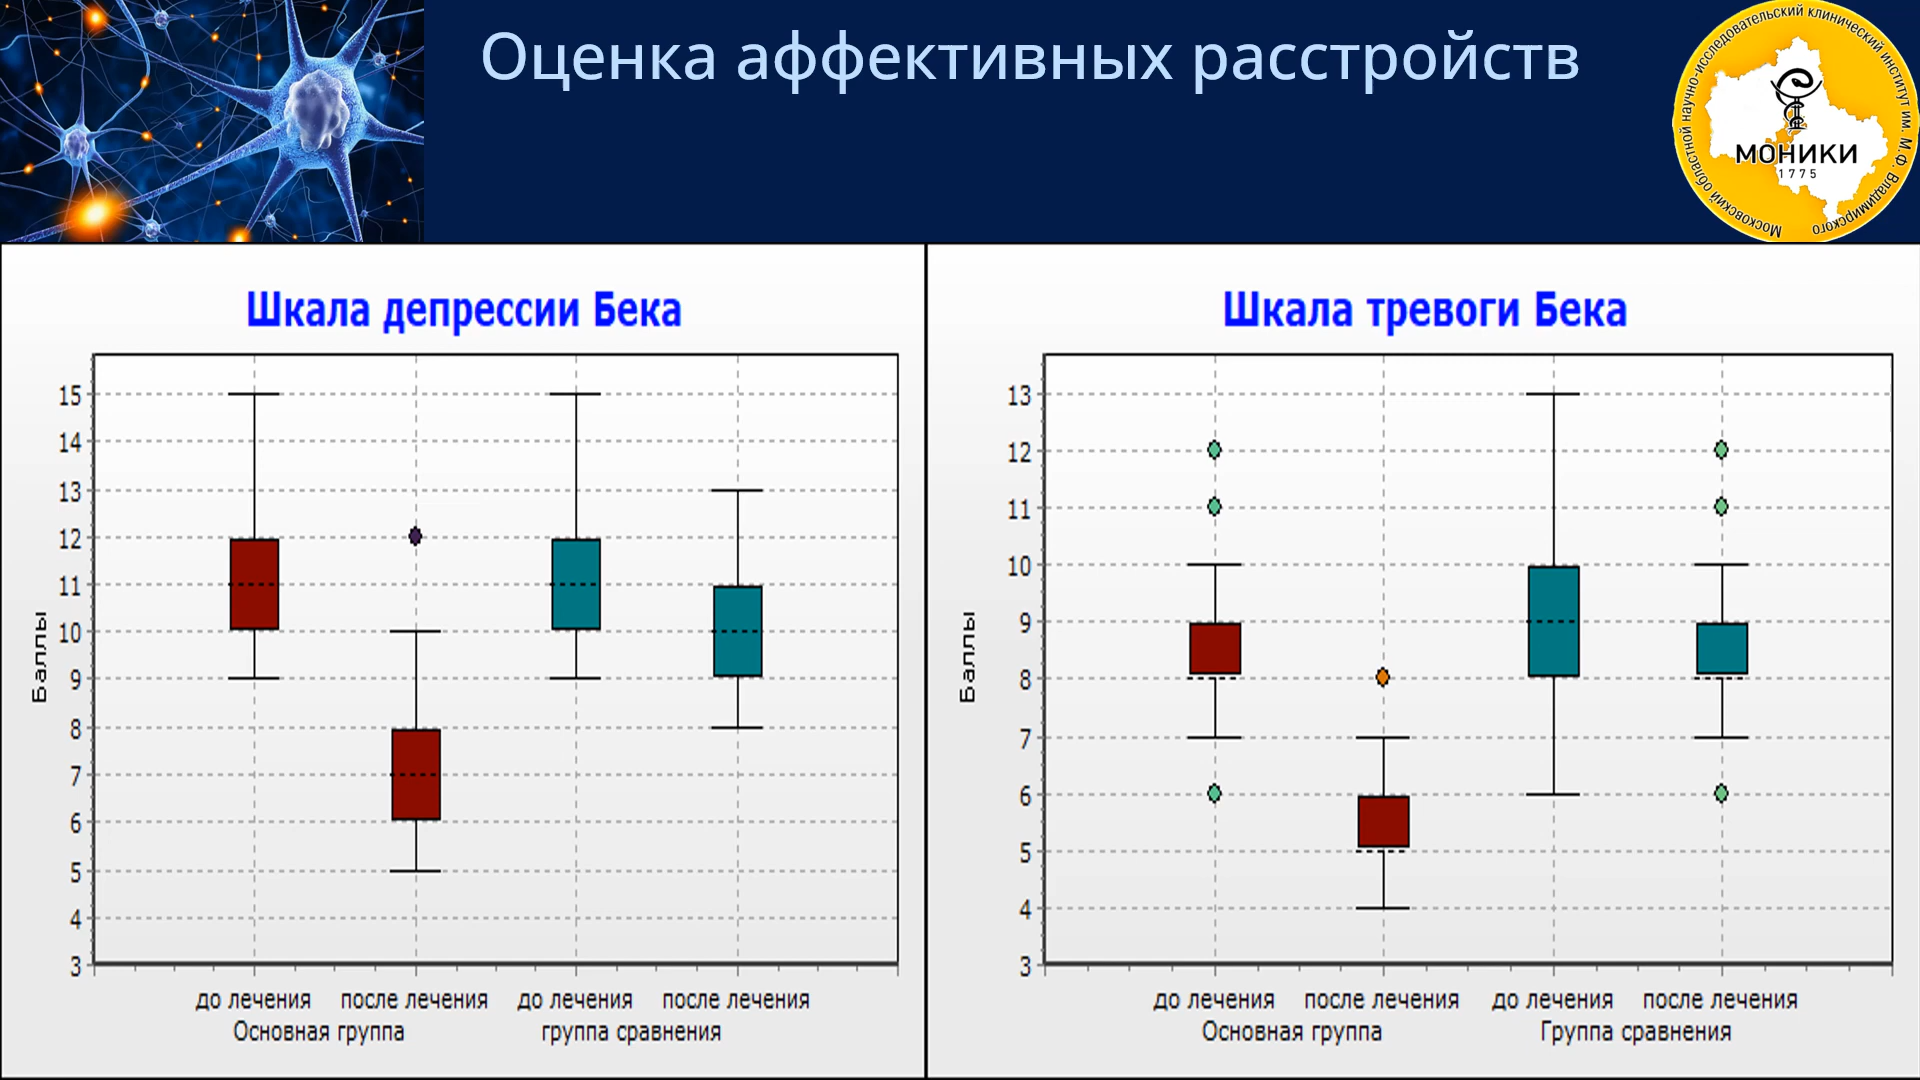 Оценка аффективных расстройств
Московский областной научно-исследовательский клинический институт им. М.Ф. Владимирского
МОНИКИ
1775
Шкала депрессии Бека
Баллы
15
14
13
12
11
10
9
8
7
6
5
4
3
до лечения после лечения до лечения после лечения
Основная группа группа сравнения
Шкала тревоги Бека
Баллы
13
12
11
10
9
8
7
6
5
4
3
до лечения после лечения до лечения после лечения
Основная группа Группа сравнения